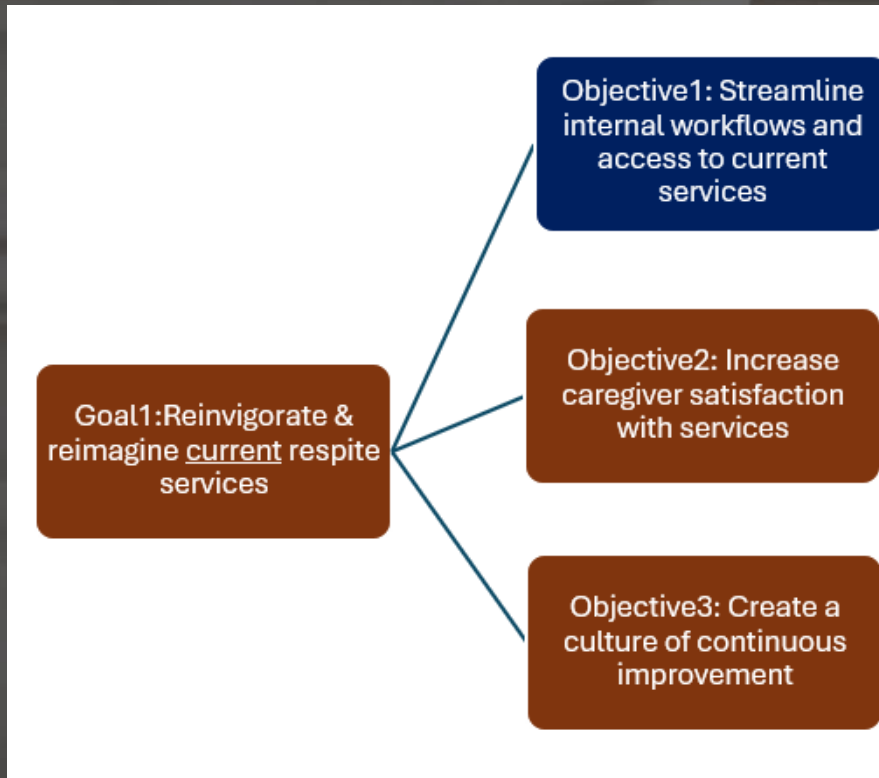 Objective1: Streamline
internal workflows and
access to current
services
Goal1:Reinvigorate &
reimagine current respite
services
Objective2: Increase
caregiver satisfaction
with services
Objective3: Create a
culture of continuous
improvement